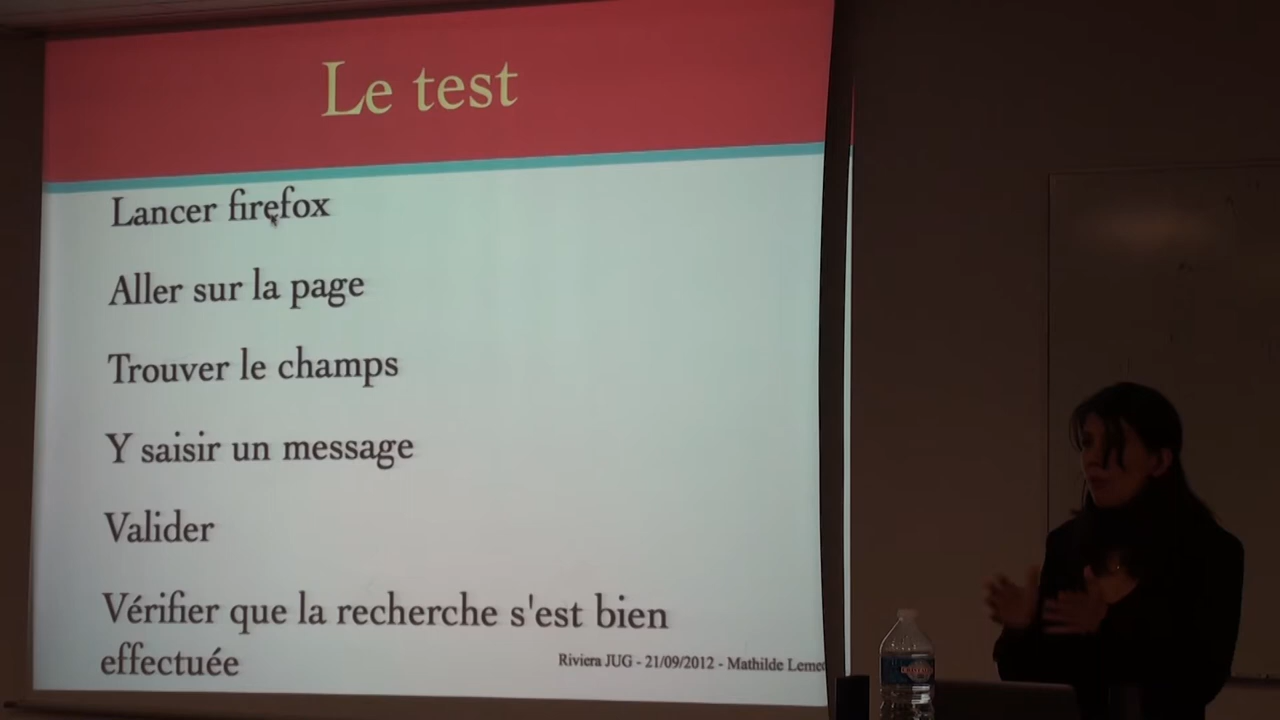 Le test
Lancer firefox
Aller sur la page
Trouver le champs
Y saisir un message
Valider
Vérifier que la recherche s'est bien
effectuée
Riviera JUG - 21/09/2012 - Mathilde